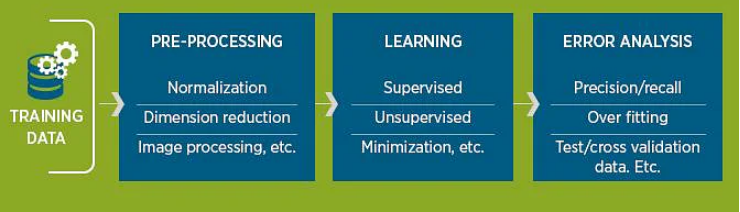 TRAINING
DATA
PRE-PROCESSING
Normalization
Dimension reduction
Image processing, etc.
LEARNING
Supervised
Unsupervised
Minimization, etc.
ERROR ANALYSIS
Precision/recall
Over fitting
Test/cross validation
data. Etc.